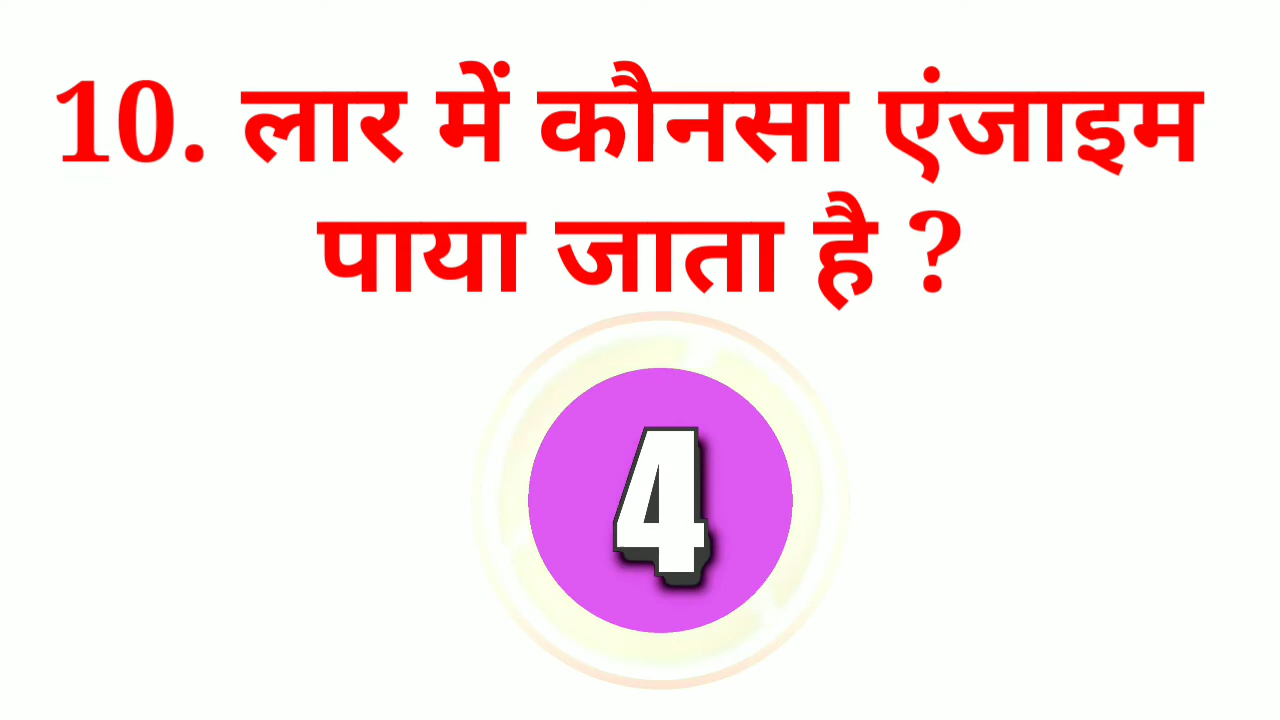 10. लार में कौनसा एंजाइम
पाया जाता है ?
4